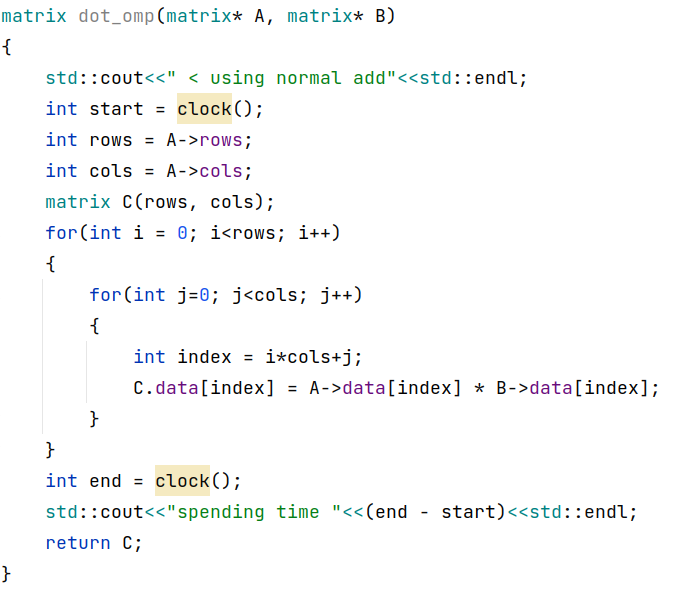 matrix dot_omp(matrix* A, matrix* B)
{
    std::cout<<" < using normal add"<<std::endl;
    int start = clock();
    int rows = A->rows;
    int cols = A->cols;
    matrix C(rows, cols);
    for(int i = 0; i<rows; i++)
    {
        for(int j=0; j<cols; j++)
        {
            int index = i*cols+j;
            C.data[index] = A->data[index] * B->data[index];
        }
    }
    int end = clock();
    std::cout<<"spending time "<<(end - start)<<std::endl;
    return C;
}